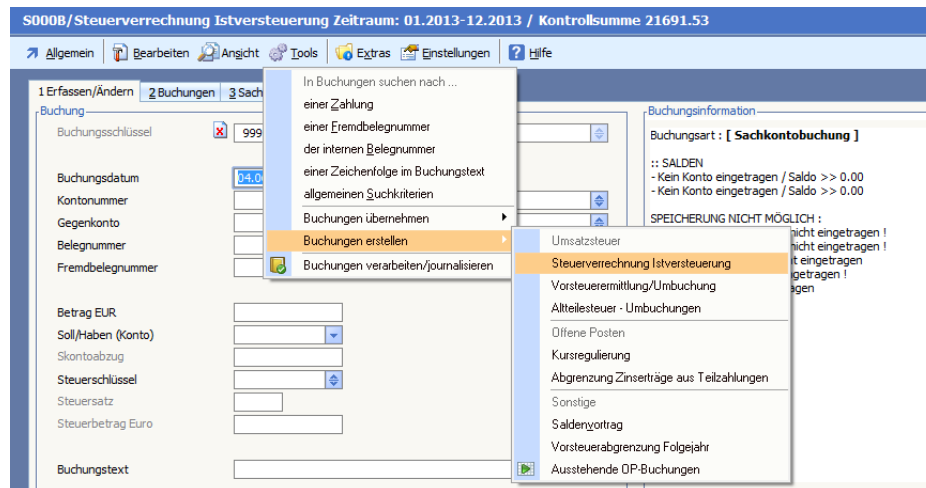 S000B/Steuerverrechnung Istversteuerung Zeitraum: 01.2013-12.2013 / Kontrollsumme 21691.53
Allgemein Bearbeiten Ansicht Tools Extras Einstellungen Hilfe
1 Erfassen/Ändern 2 Buchungen 3 Sach
Buchung
Buchungsschlüssel 999
Buchungsdatum 04.0
Kontonummer
Gegenkonto
Belegnummer
Fremdbelegnummer
Betrag EUR
Soll/Haben (Konto)
Skontoabzug
Steuerschlüssel
Steuersatz
Steuerbetrag Euro
Buchungstext
In Buchungen suchen nach ...
einer Zahlung
einer Fremdbelegnummer
der internen Belegnummer
einer Zeichenfolge im Buchungstext
allgemeinen Suchkriterien
Buchungen übernehmen
Buchungen erstellen
Buchungen verarbeiten/journalisieren
Umsatzsteuer
Steuerverrechnung Istversteuerung
Vorsteuerermittlung/Umbuchung
Altteilesteuer - Umbuchungen
Offene Posten
Kursregulierung
Abgrenzung Zinserträge aus Teilzahlungen
Sonstige
Saldenvortrag
Vorsteuerabgrenzung Folgejahr
Ausstehende OP-Buchungen
Buchungsinformation
Buchungsart : [ Sachkontobuchung ]
:: SALDEN
- Kein Konto eingetragen / Saldo >> 0.00
- Kein Konto eingetragen / Saldo >> 0.00
SPEICHERUNG NICHT MÖGLICH :
nicht eingetragen !
nicht eingetragen !
t eingetragen
getragen !
agen